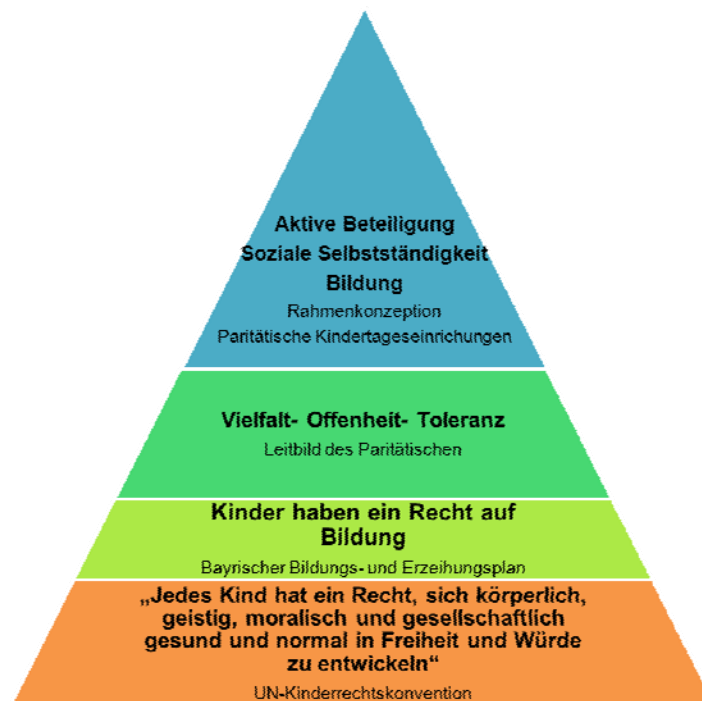 Aktive Beteiligung
Soziale Selbstständigkeit
Bildung
Rahmenkonzeption
Paritätische Kindertageseinrichtungen
Vielfalt- Offenheit- Toleranz
Leitbild des Paritätischen
Kinder haben ein Recht auf
Bildung
Bayrischer Bildungs- und Erzeihungsplan
„Jedes Kind hat ein Recht, sich körperlich,
geistig, moralisch und gesellschaftlich
gesund und normal in Freiheit und Würde
zu entwickeln“
UN-Kinderrechtskonvention